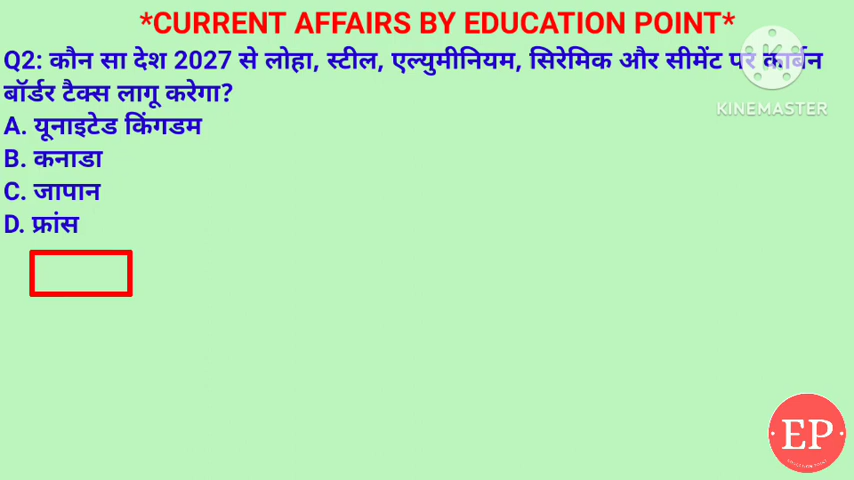 *CURRENT AFFAIRS BY EDUCATION POINT*
Q2: कौन सा देश 2027 से लोहा, स्टील, एल्युमीनियम, सिरेमिक और सीमेंट पर कार्बन
बॉर्डर टैक्स लागू करेगा?
A. यूनाइटेड किंगडम
B. कनाडा
C. जापान
D. फ्रांस
KINEMASTER
EP